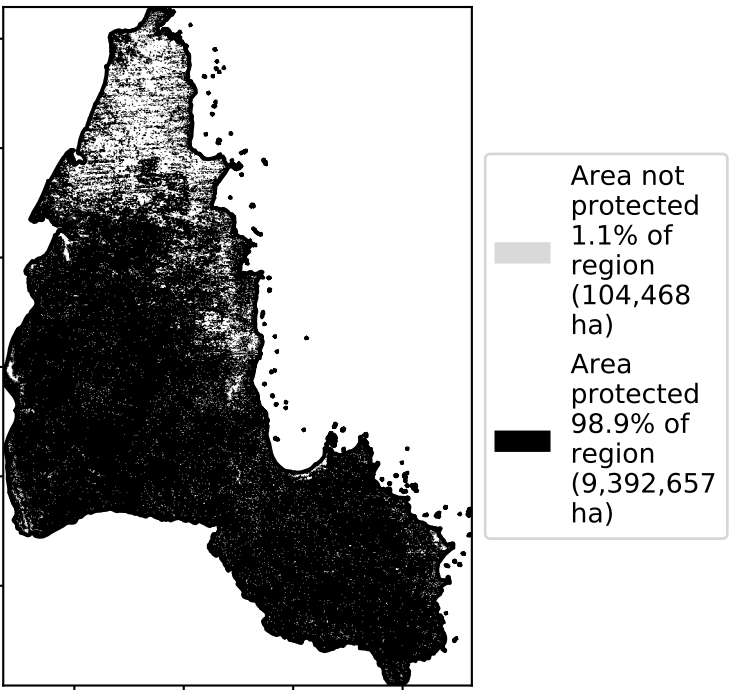 Area not
protected
1.1% of
region
(104,468
ha)
Area
protected
98.9% of
region
(9,392,657
ha)